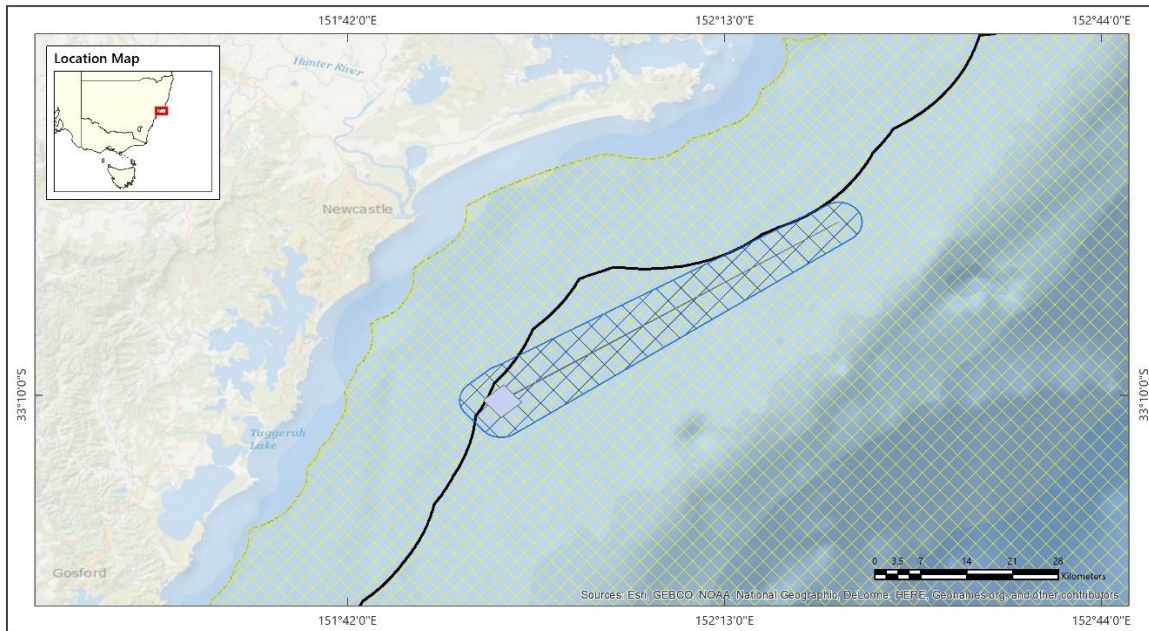 151°42'0"E
152°13'0"E
152°44'0"E
Location Map
Hunter River
Newcastle
33°10'0"S
33°10'0"S
Tuggerah
Lake
Gosford
0 3.5 7 14 21 28
Kilometers
Sources: Esri, GEBCO, NOAA, National Geographic, DeLorme, HERE, Geonames.org, and other contributors
151°42'0"E
152°13'0"E
152°44'0"E